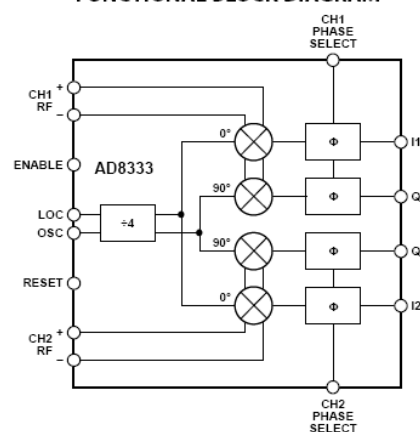 CH1
PHASE
SELECT
CH1
RF
+
−
0°
Φ
I1
ENABLE
AD8333
90°
Φ
Q
LOC
OSC
÷4
90°
Φ
Q
RESET
0°
Φ
I2
CH2
RF
+
−
CH2
PHASE
SELECT